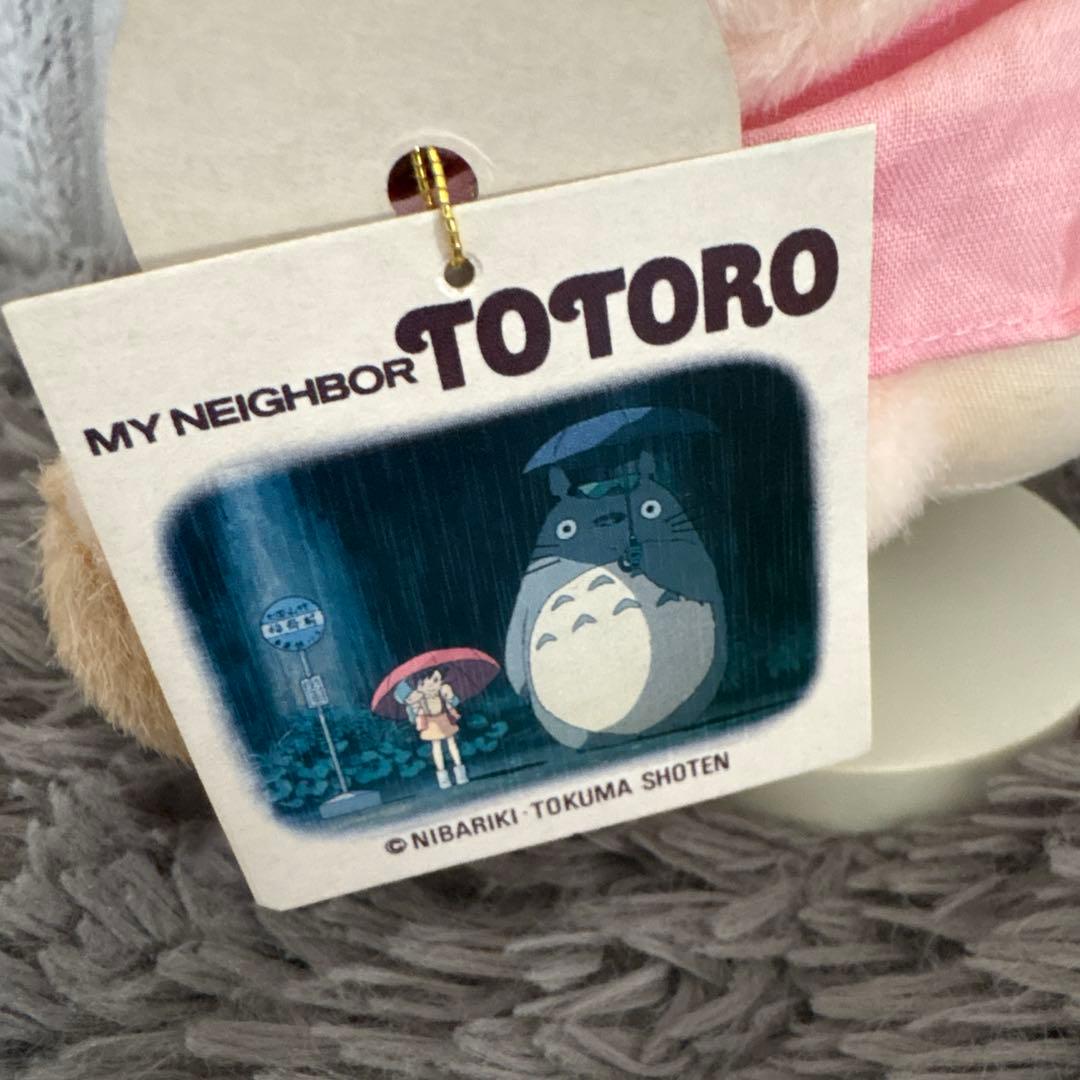 MY NEIGHBOR TOTORO
© NIBARIKI · TOKUMA SHOTEN